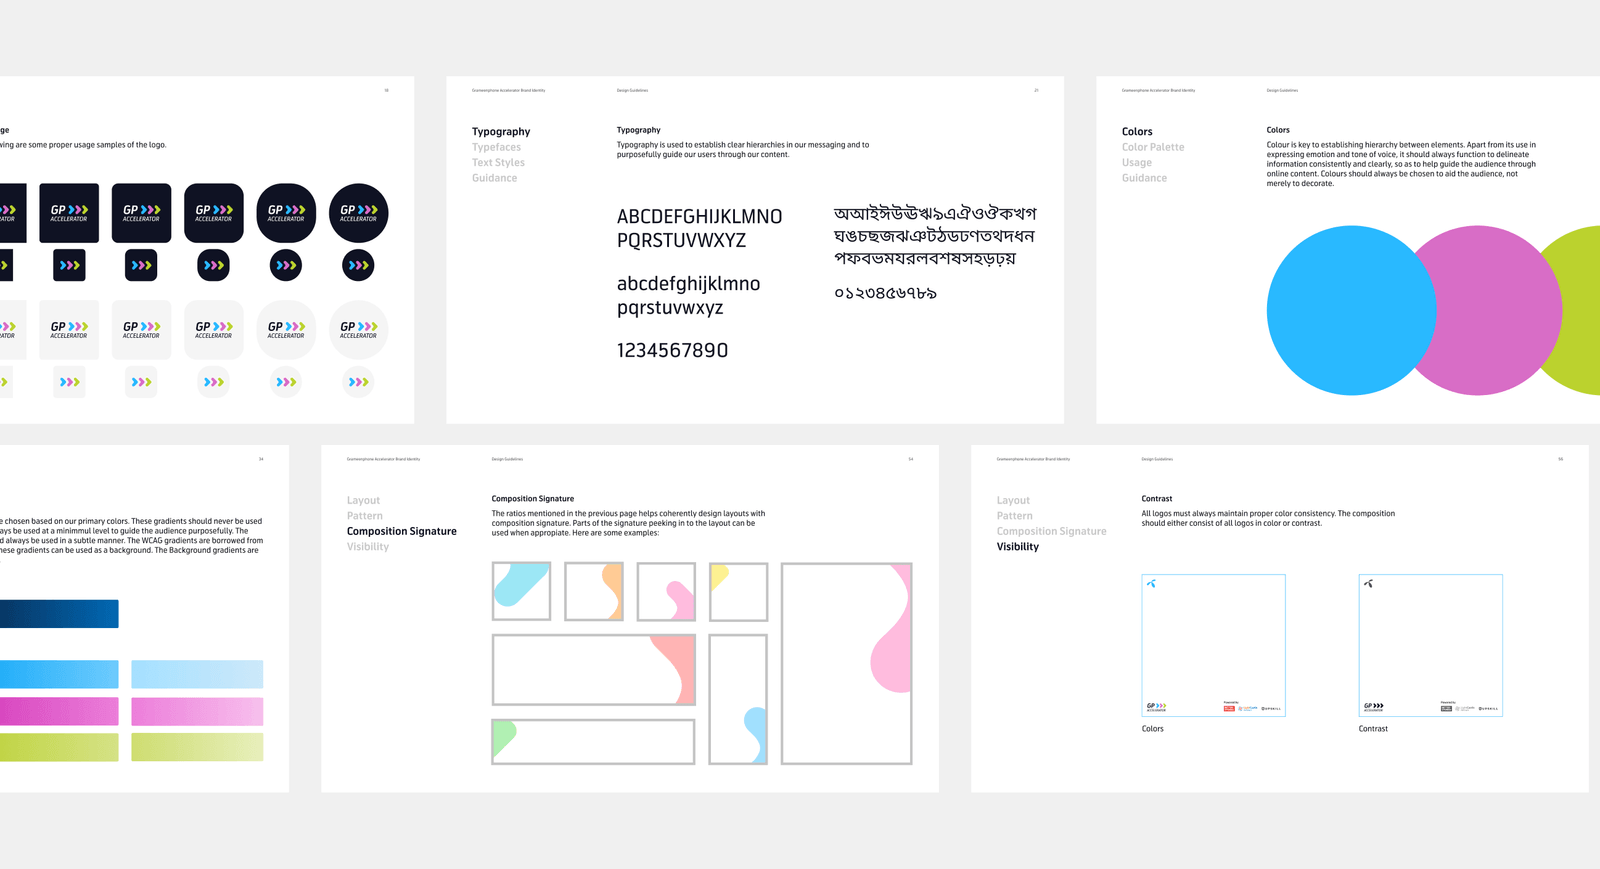 18
ge
wing are some proper usage samples of the logo.
GP
ACCELERATOR
GP
ACCELERATOR
GP
ACCELERATOR
GP
ACCELERATOR
GP
ACCELERATOR
GP
ACCELERATOR
GP
ACCELERATOR
GP
ACCELERATOR
GP
ACCELERATOR
GP
ACCELERATOR
Grameenphone Accelerator Brand Identity
Design Guidelines
21
Typography
Typefaces
Text Styles
Guidance
Typography
Typography is used to establish clear hierarchies in our messaging and to
purposefully guide our users through our content.
ABCDEFGHIJKLMNO
PQRSTUVWXYZ
abcdefghijklmno
pqrstuvwxyz
1234567890
অআইঈউঊঋ৯এঐওঔকখগ
ঘঙচছজঝঞটঠডঢণতথদধন
পফবভমযরলবশষসহড়ঢ়য়
০১২৩৪৫৬৭৮৯
Grameenphone Accelerator Brand Identity
Design Guidelines
Colors
Color Palette
Usage
Guidance
Colors
Colour is key to establishing hierarchy between elements. Apart from its use in
expressing emotion and tone of voice, it should always function to delineate
information consistently and clearly, so as to help guide the audience through
online content. Colours should always be chosen to aid the audience, not
merely to decorate.
34
e chosen based on our primary colors. These gradients should never be used
ays be used at a minimmul level to guide the audience purposefully. The
d always be used in a subtle manner. The WCAG gradients are borrowed from
hese gradients can be used as a background. The Background gradients are
Grameenphone Accelerator Brand Identity
Design Guidelines
54
Layout
Pattern
Composition Signature
Visibility
Composition Signature
The ratios mentioned in the previous page helps coherently design layouts with
composition signature. Parts of the signature peeking in to the layout can be
used when appropiate. Here are some examples:
Grameenphone Accelerator Brand Identity
Design Guidelines
Layout
Pattern
Composition Signature
Visibility
Contrast
All logos must always maintain proper color consistency. The composition
should either consist of all logos in color or contrast.
GP
ACCELERATOR
Powered by
UPSKILL
Colors
GP
ACCELERATOR
Powered by
UPSKILL
Contrast